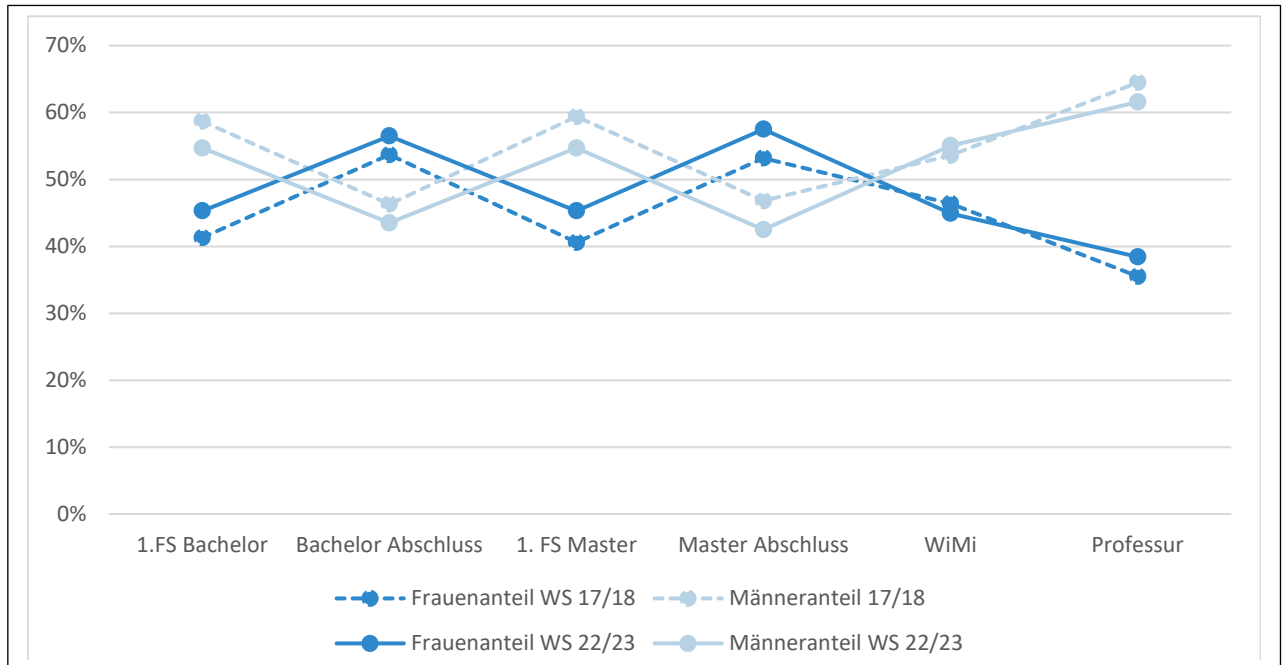 70%
60%
50%
40%
30%
20%
10%
0%
1.FS Bachelor Bachelor Abschluss 1. FS Master Master Abschluss WiMi Professur
Frauenanteil WS 17/18 Männeranteil 17/18
Frauenanteil WS 22/23 Männeranteil WS 22/23